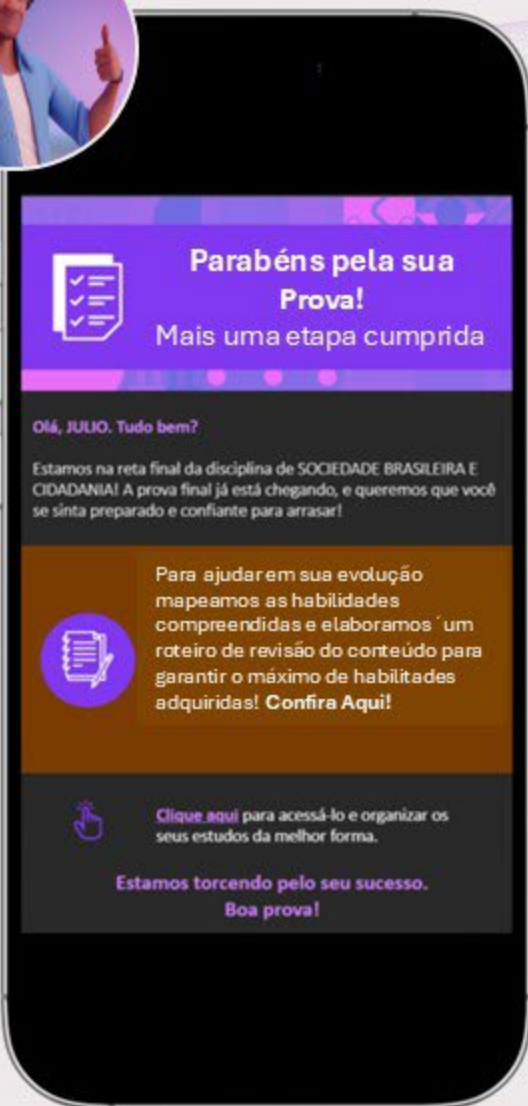 Parabéns pela sua
Prova!
Mais uma etapa cumprida
Olá, JULIO. Tudo bem?
Estamos na reta final da disciplina de SOCIEDADE BRASILEIRA E
CIDADANIA! A prova final já está chegando, e queremos que você
se sinta preparado e confiante para arrasar!
Para ajudar em sua evolução
mapeamos as habilidades
compreendidas e elaboramos ´um
roteiro de revisão do conteúdo para
garantir o máximo de habilitades
adquiridas! Confira Aqui!
Clique aqui para acessá-lo e organizar os
seus estudos da melhor forma.
Estamos torcendo pelo seu sucesso.
Boa prova!